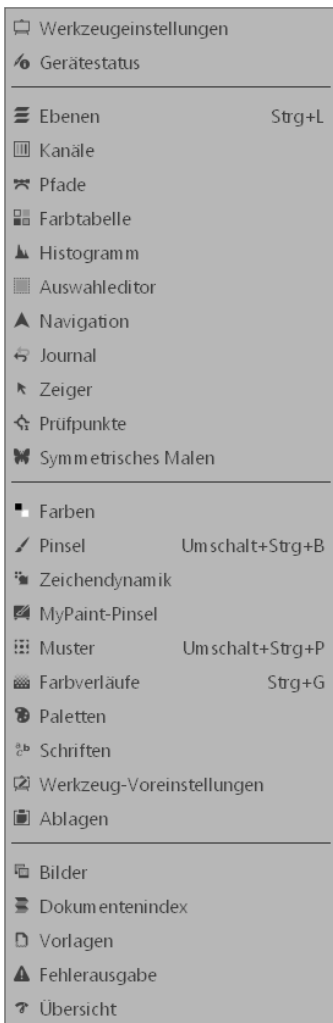 Werkzeugeinstellungen
Gerätestatus
Ebenen Strg+L
Kanäle
Pfade
Farbtabelle
Histogramm
Auswahleditor
Navigation
Journal
Zeiger
Prüfpunkte
Symmetrisches Malen
Farben
Pinsel Umschalt+Strg+B
Zeichendynamik
MyPaint-Pinsel
Muster Umschalt+Strg+P
Farbverläufe Strg+G
Paletten
Schriften
Werkzeug-Voreinstellungen
Ablagen
Bilder
Dokumentenindex
Vorlagen
Fehlerausgabe
Übersicht